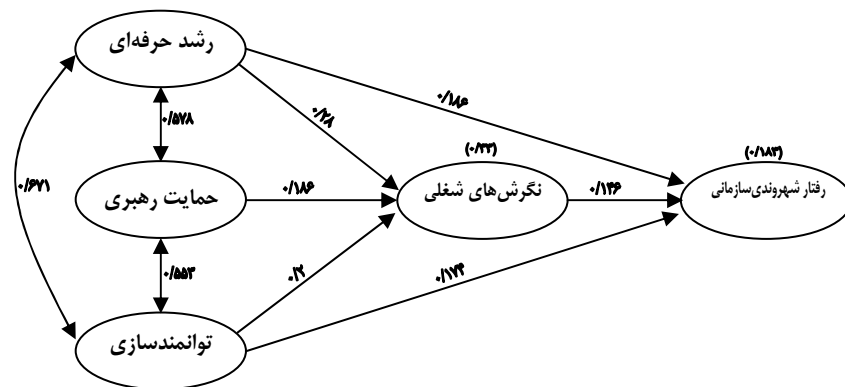 رشد حرفه‌ای
۰/۱۸۶
۰/۲۸
۰/۵۷۸
(۰/۳۳)
(۰/۱۸۳)
۰/۶۷۱
حمایت رهبری
۰/۱۸۶
نگرش‌های شغلی
۰/۱۴۶
رفتار شهروندی‌سازمانی
۰/۵۵۳
۰/۲
۰/۱۷۴
توانمندسازی